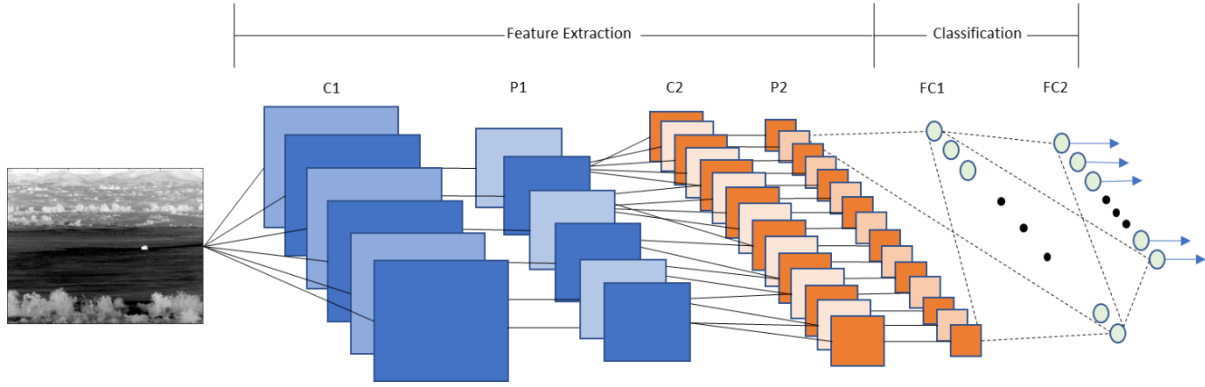 Feature Extraction
Classification
C1
P1
C2
P2
FC1
FC2